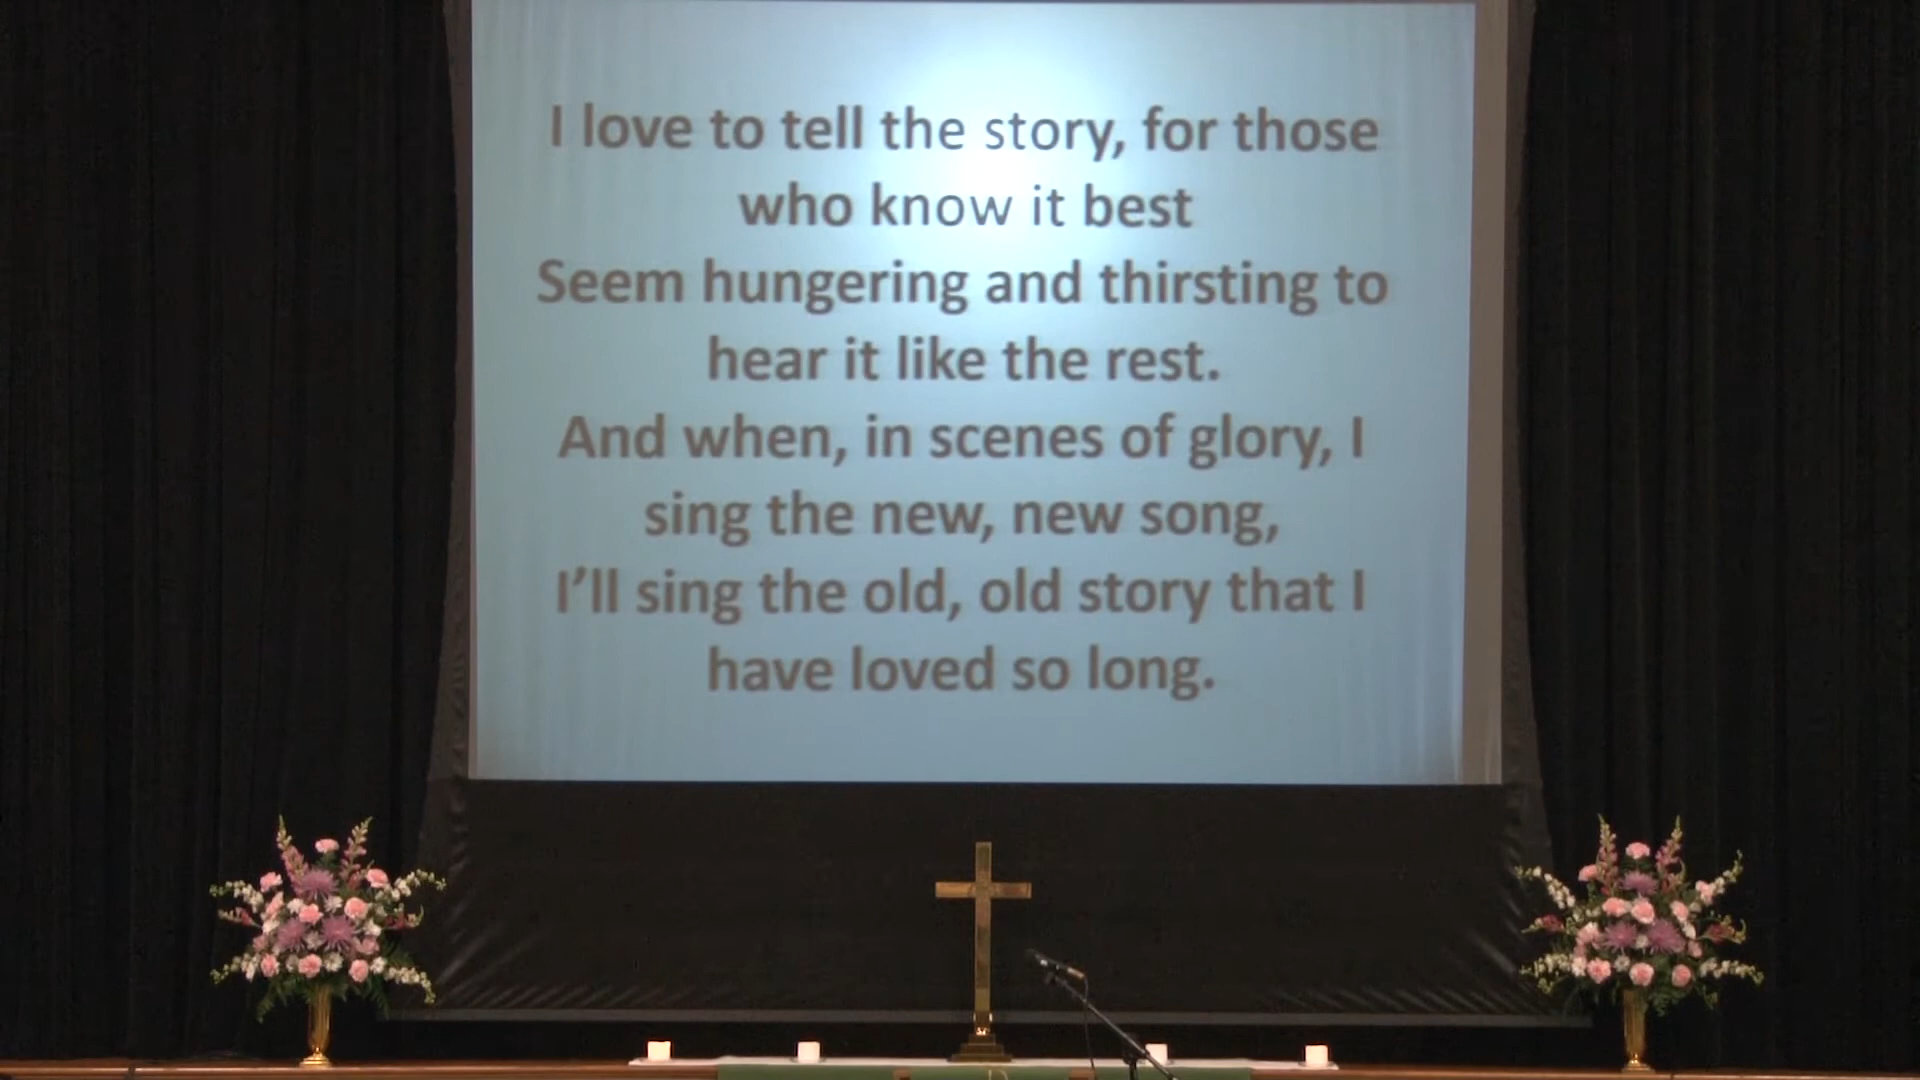 I love to tell the story, for those
who know it best
Seem hungering and thirsting to
hear it like the rest.
And when, in scenes of glory, I
sing the new, new song,
I’ll sing the old, old story that I
have loved so long.